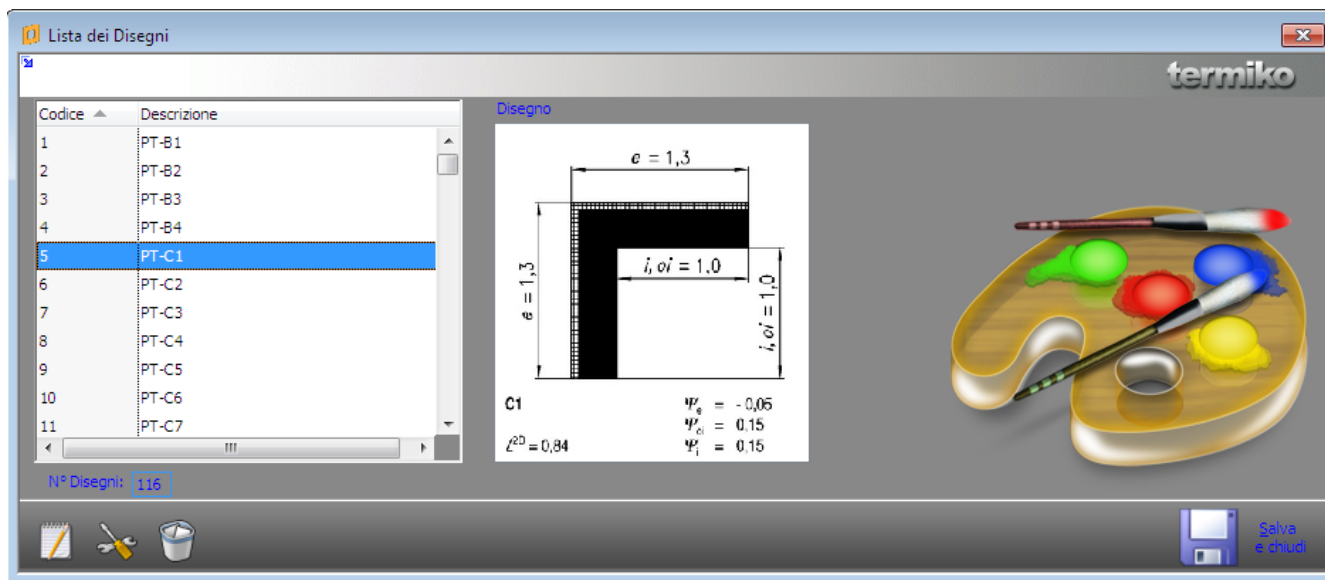 Lista dei Disegni
termiko
Codice Descrizione
1 PT-B1
2 PT-B2
3 PT-B3
4 PT-B4
5 PT-C1
6 PT-C2
7 PT-C3
8 PT-C4
9 PT-C5
10 PT-C6
11 PT-C7
N° Disegni: 116
Disegno
e = 1,3
i, oi = 1,0
e = 1,3
i, oi = 1,0
C1
Ψe = - 0,05
Ψoi = 0,15
L2D = 0,84
Ψi = 0,15
Salva
e chiudi